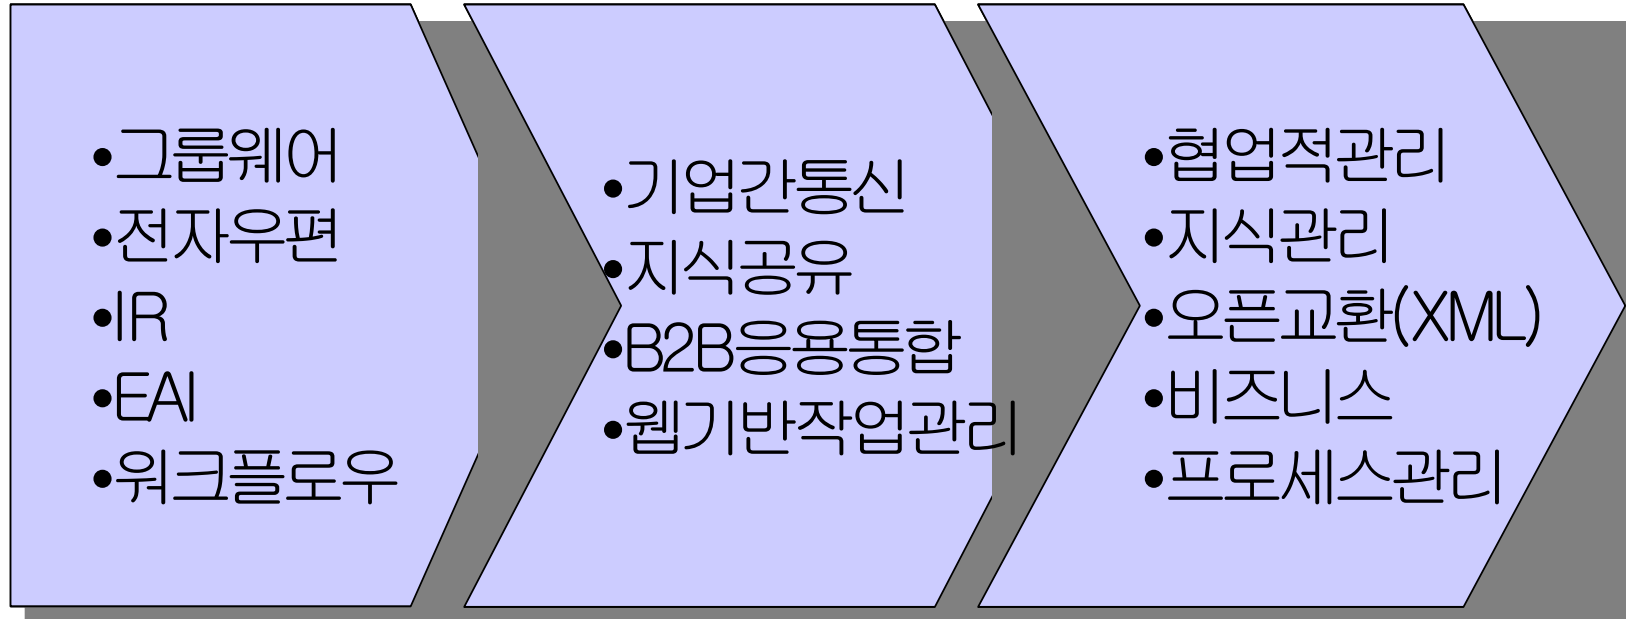 •그룹웨어
•전자우편
•IR
•EAI
•워크플로우
•기업간통신
•지식공유
•B2B응용통합
•웹기반작업관리
•협업적관리
•지식관리
•오픈교환(XML)
•비즈니스
•프로세스관리